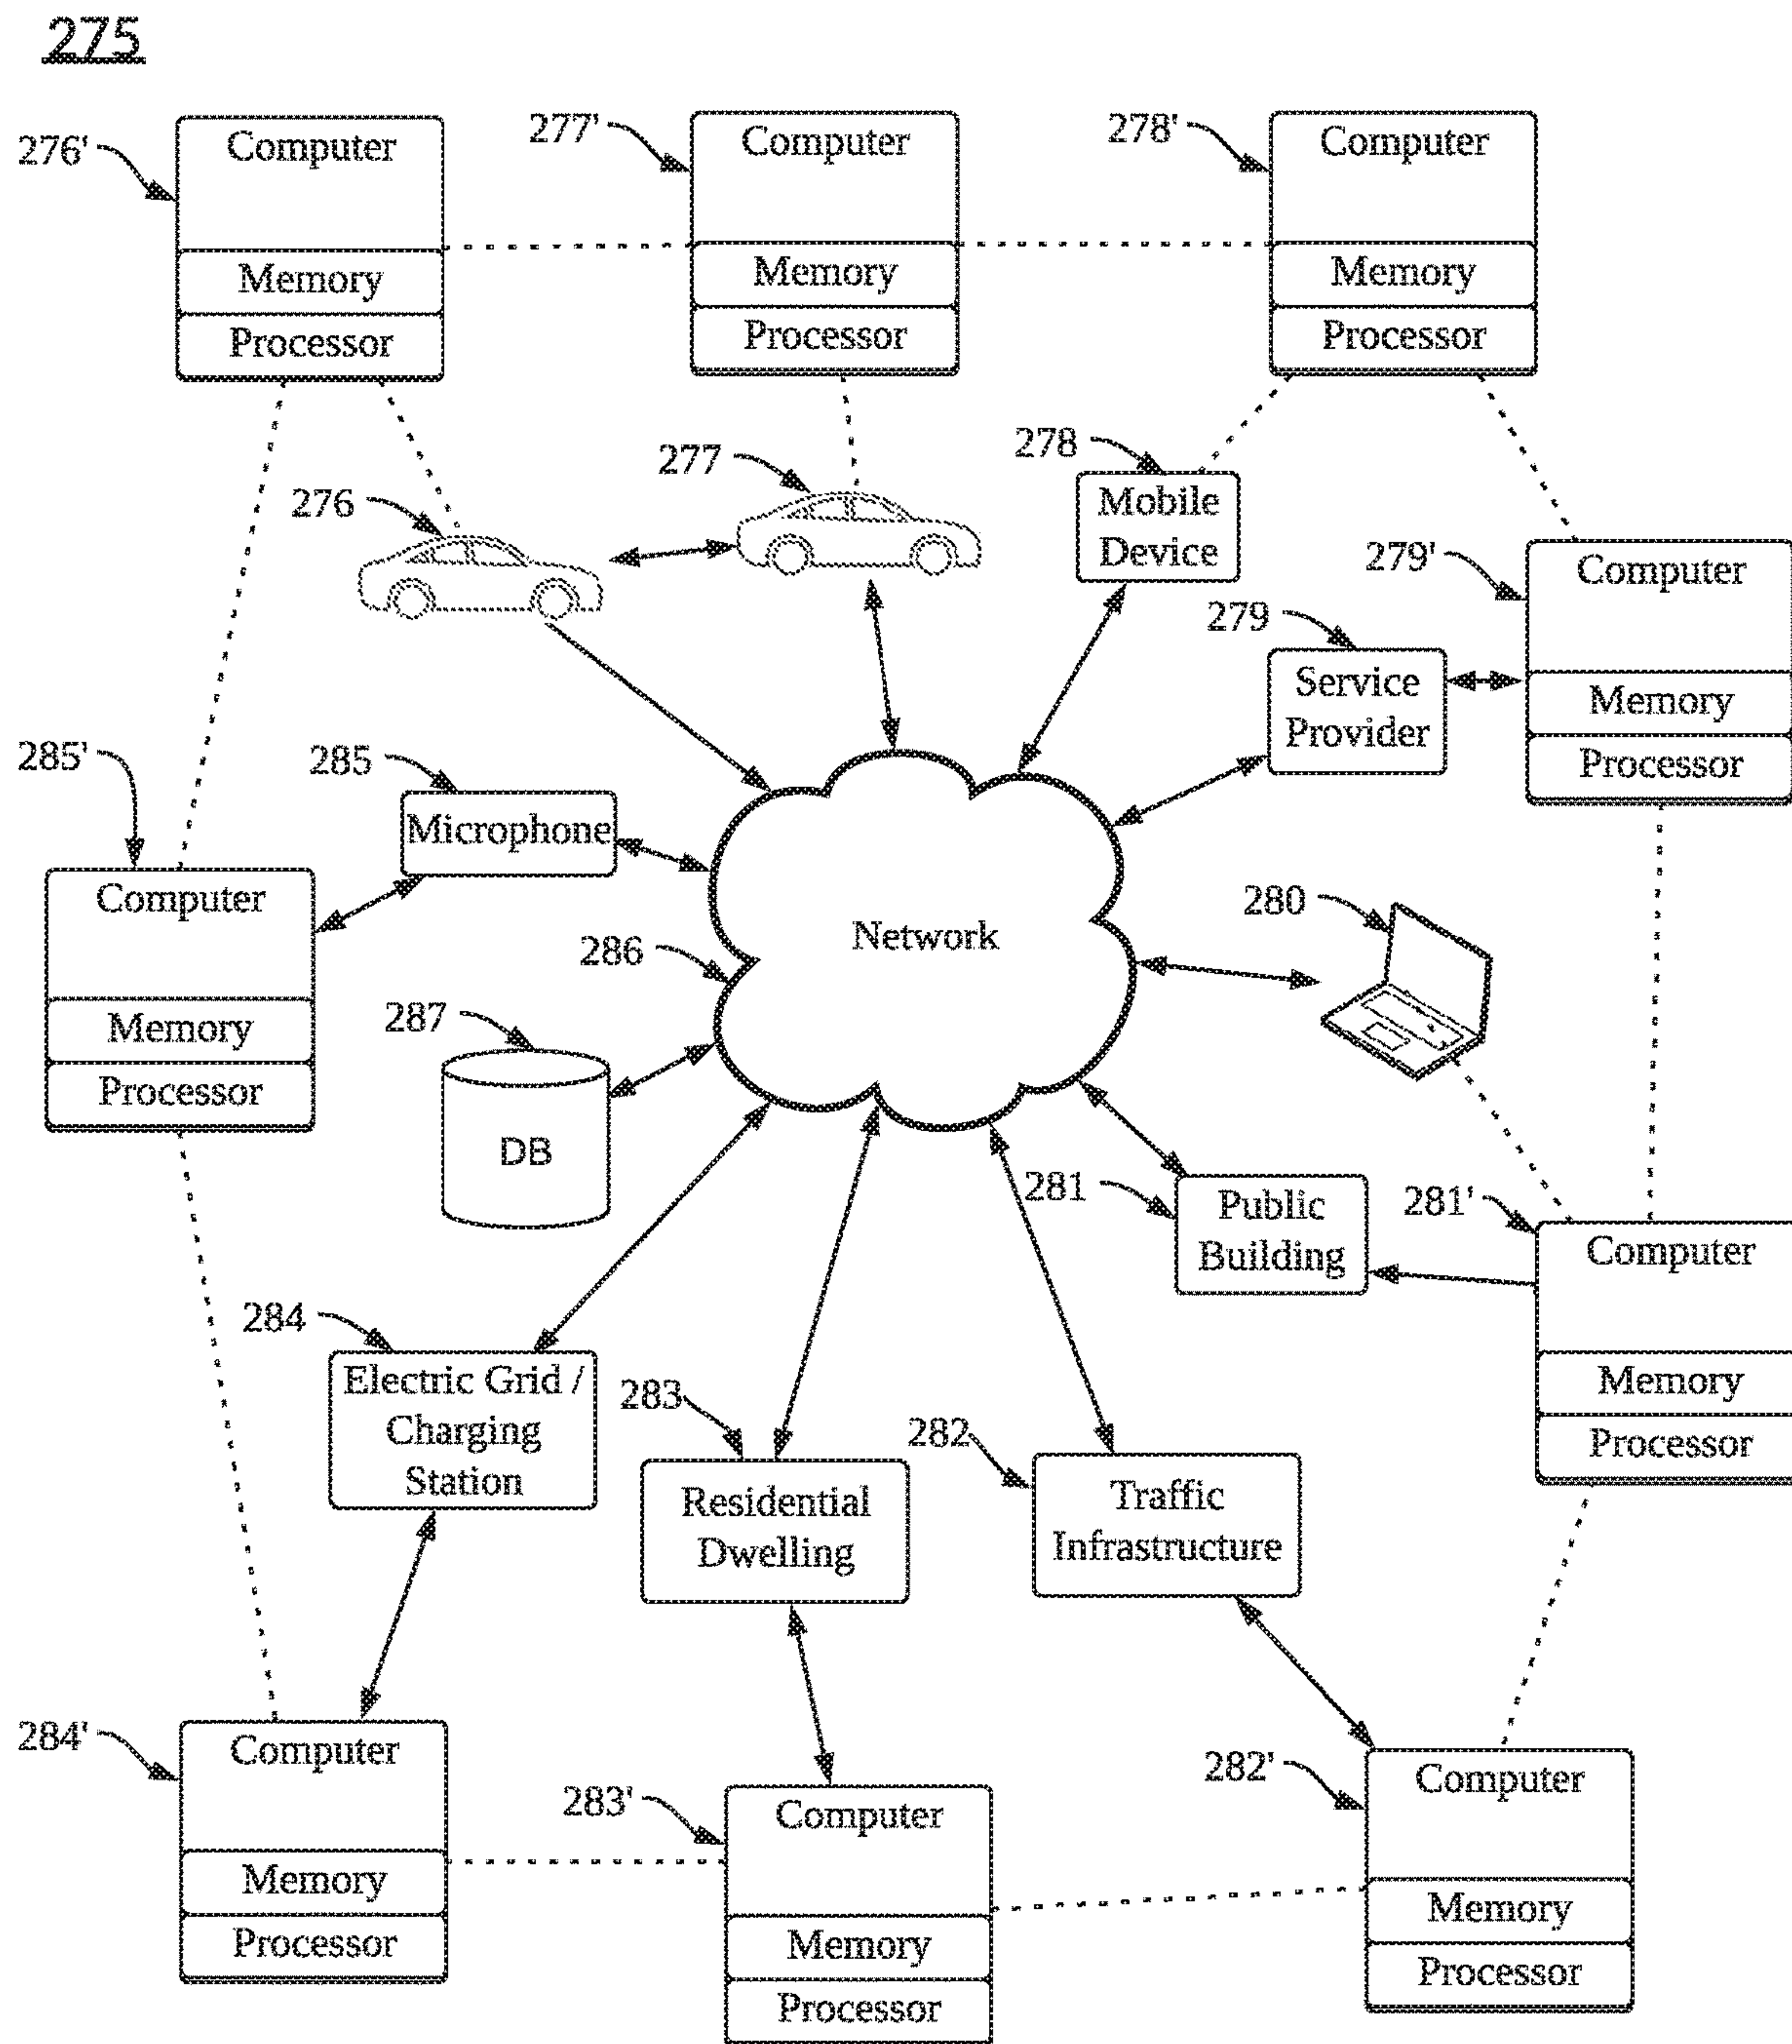 275
276'
Computer
Memory
Processor
277'
Computer
Memory
Processor
278'
Computer
Memory
Processor
276
277
278
Mobile
Device
279
Service
Provider
279'
Computer
Memory
Processor
285'
Computer
Memory
Processor
285
Microphone
286
Network
287
DB
280
281
Public
Building
281'
Computer
Memory
Processor
284
Electric Grid /
Charging
Station
283
Residential
Dwelling
282
Traffic
Infrastructure
284'
Computer
Memory
Processor
283'
Computer
Memory
Processor
282'
Computer
Memory
Processor